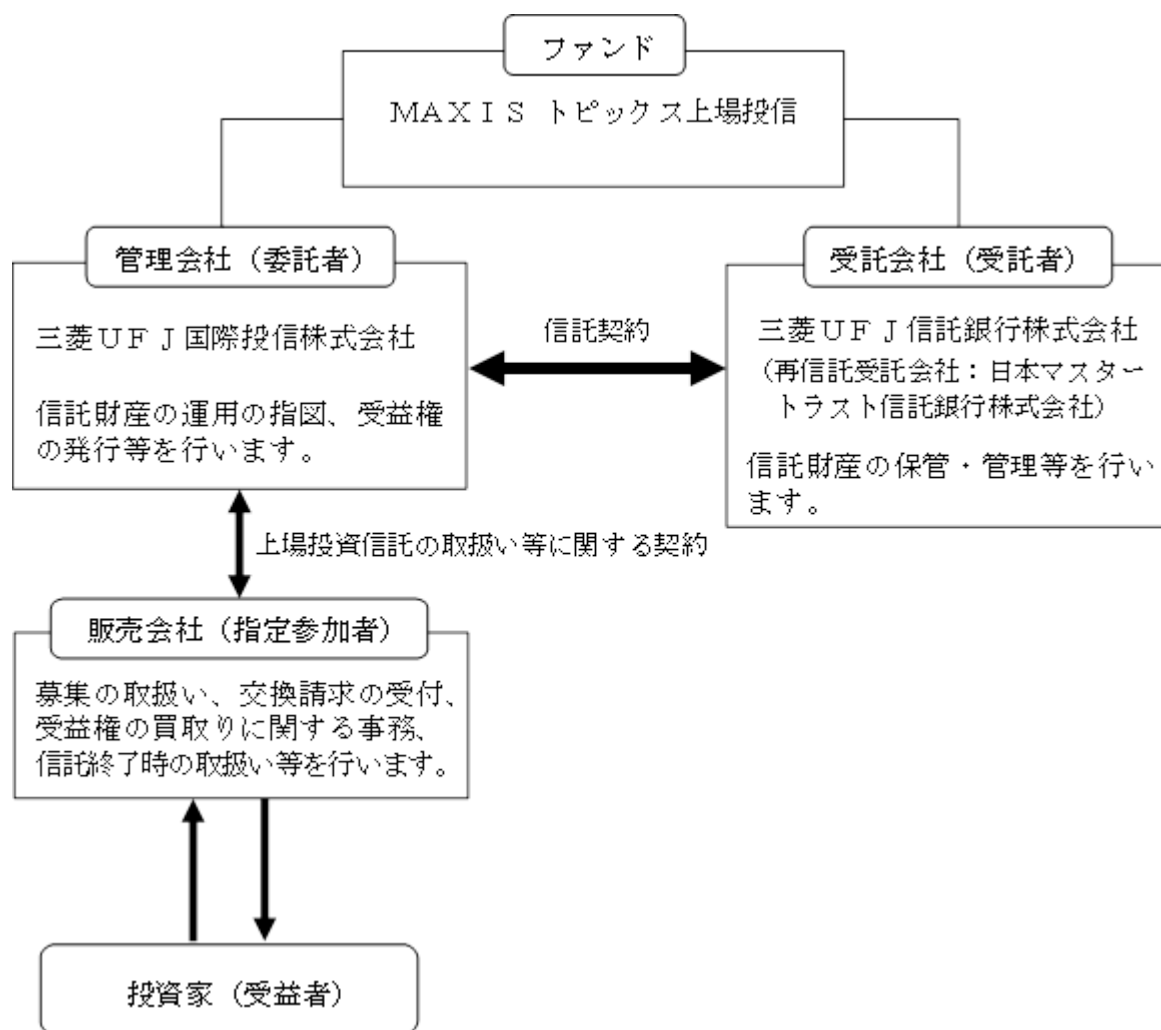 ファンド
MAXIS トピックス上場投信
管理会社（委託者）
三菱UFJ国際投信株式会社
信託財産の運用の指図、受益権
の発行等を行います。
信託契約
受託会社（受託者）
三菱UFJ信託銀行株式会社
（再信託受託会社：日本マスター
トラスト信託銀行株式会社）
信託財産の保管・管理等を行い
ます。
上場投資信託の取扱い等に関する契約
販売会社（指定参加者）
募集の取扱い、交換請求の受付、
受益権の買取りに関する事務、
信託終了時の取扱い等を行います。
投資家（受益者）